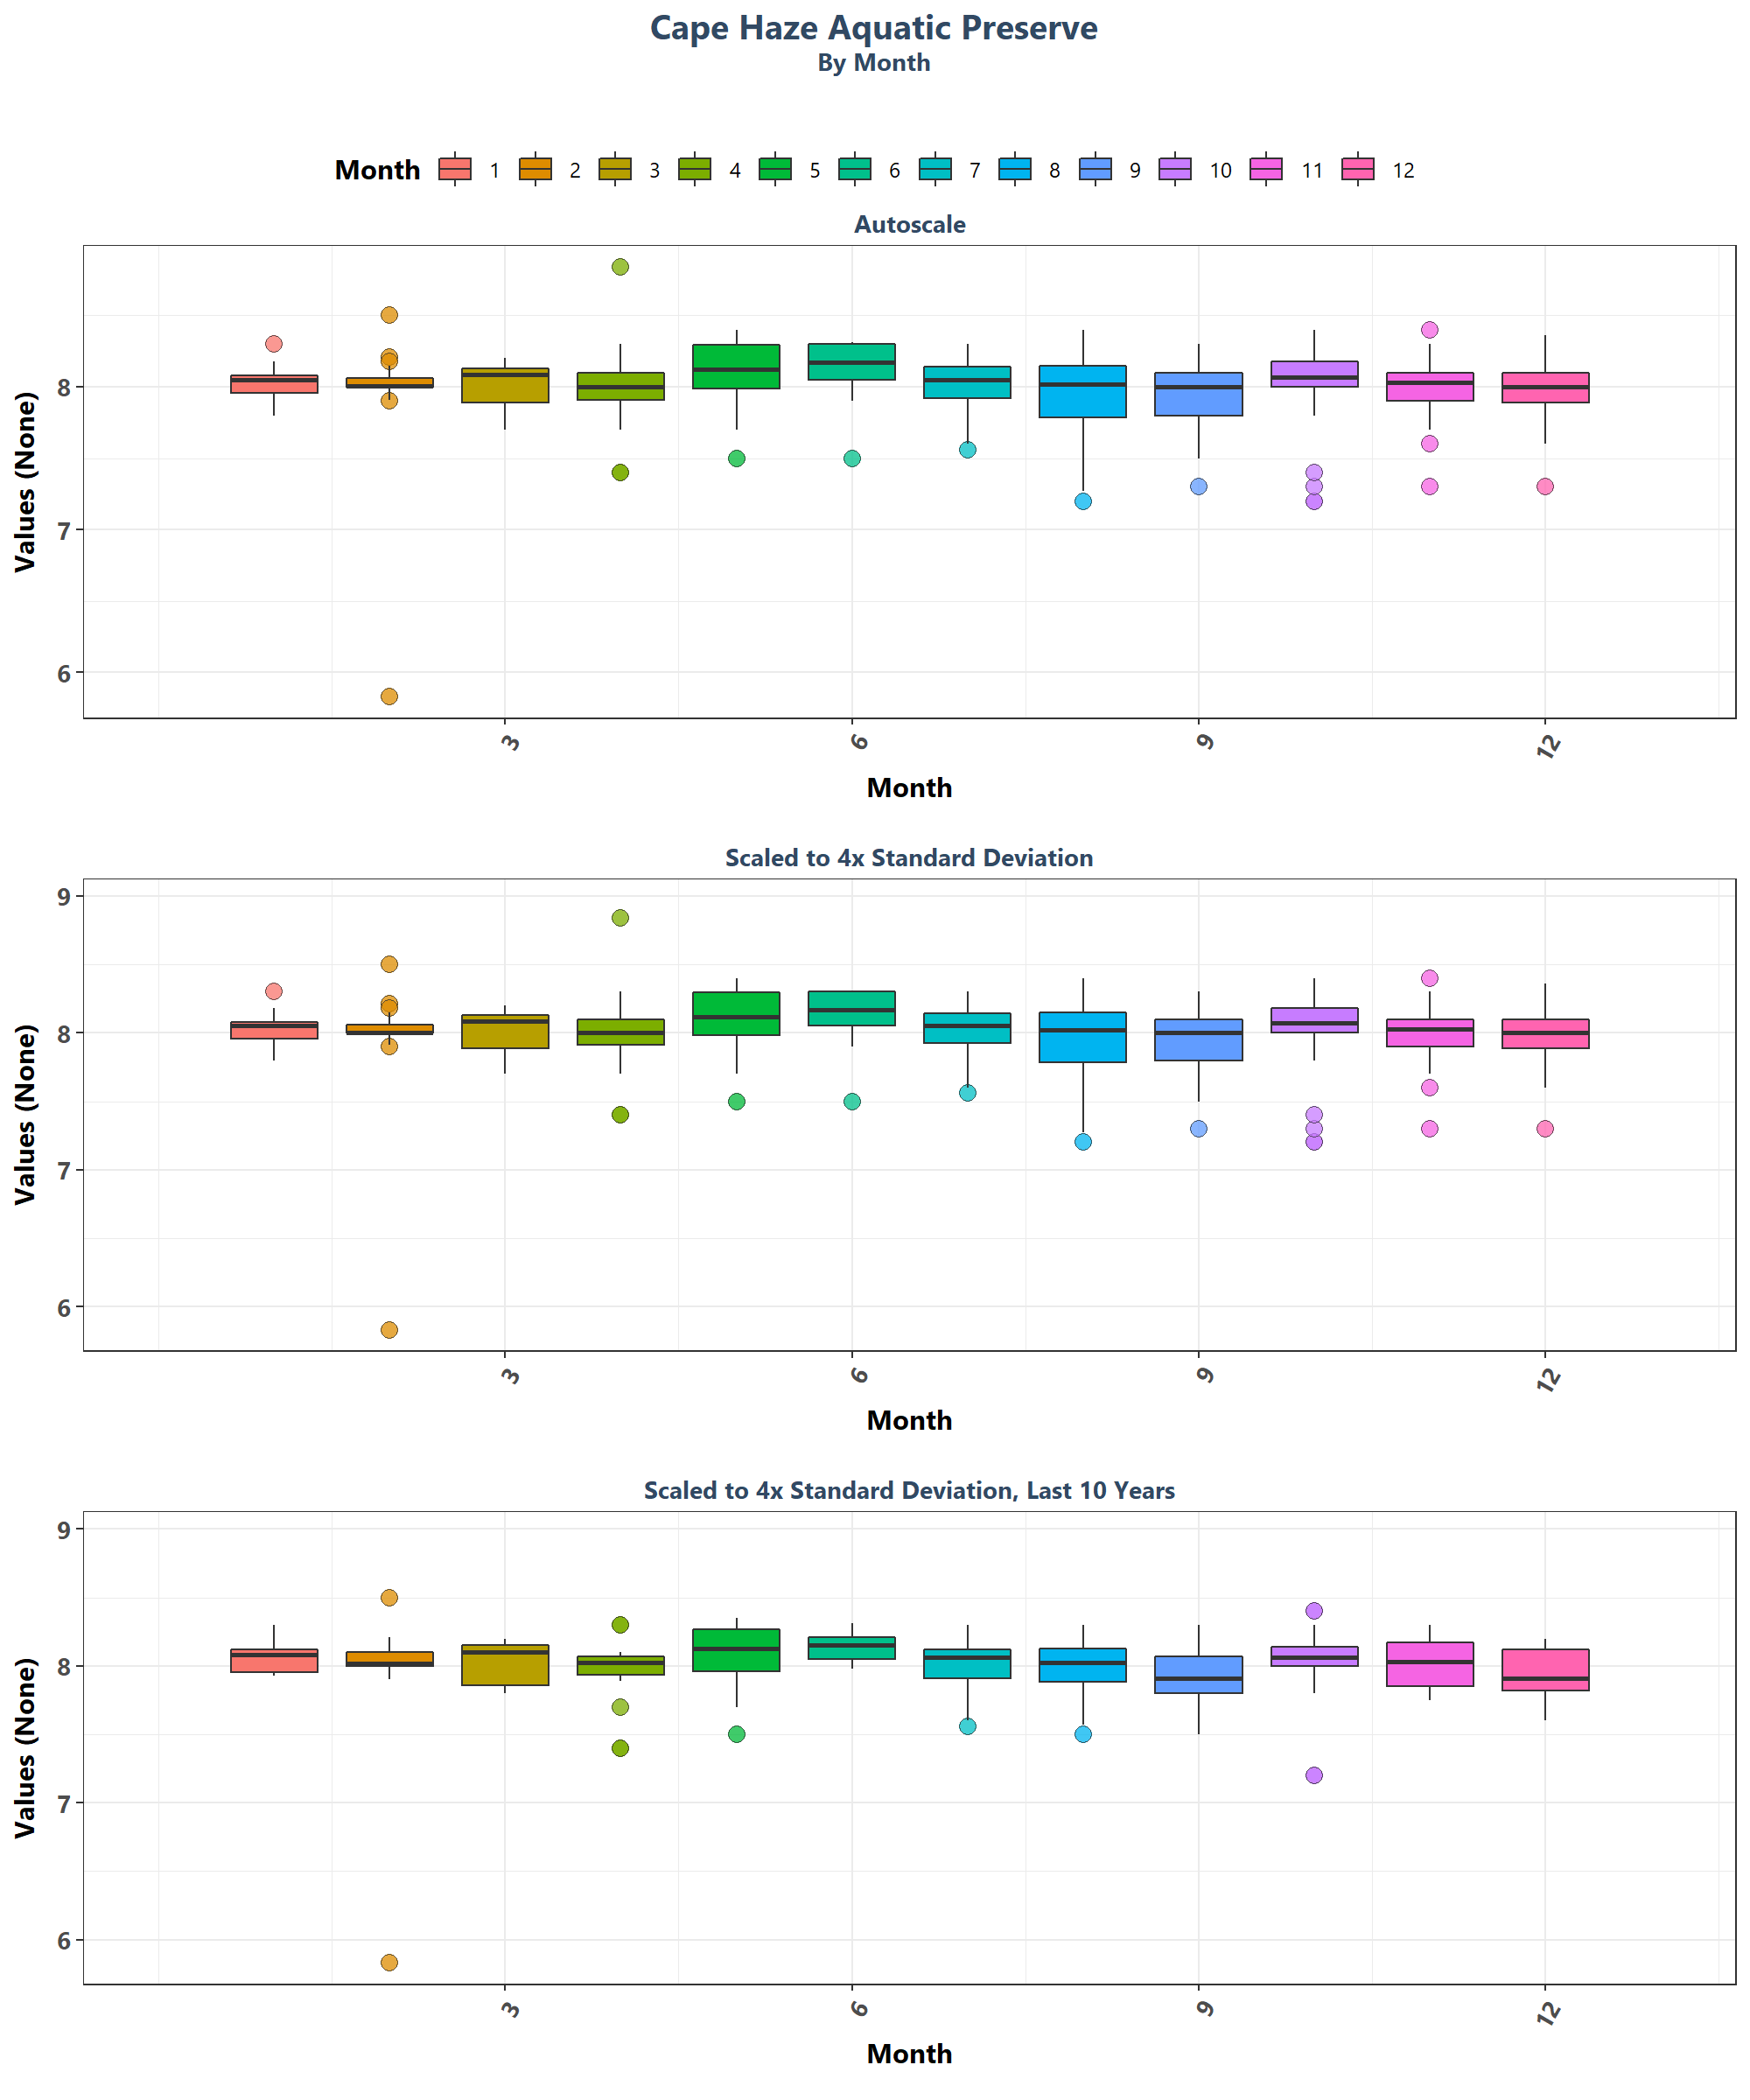 Cape Haze Aquatic Preserve
By Month
Month 1 2 3 4 5 6 7 8 9 10 11 12
Autoscale
Values (None)
8
7
6
3 6 9 12
Month
Scaled to 4x Standard Deviation
Values (None)
9
8
7
6
3 6 9 12
Month
Scaled to 4x Standard Deviation, Last 10 Years
Values (None)
9
8
7
6
3 6 9 12
Month